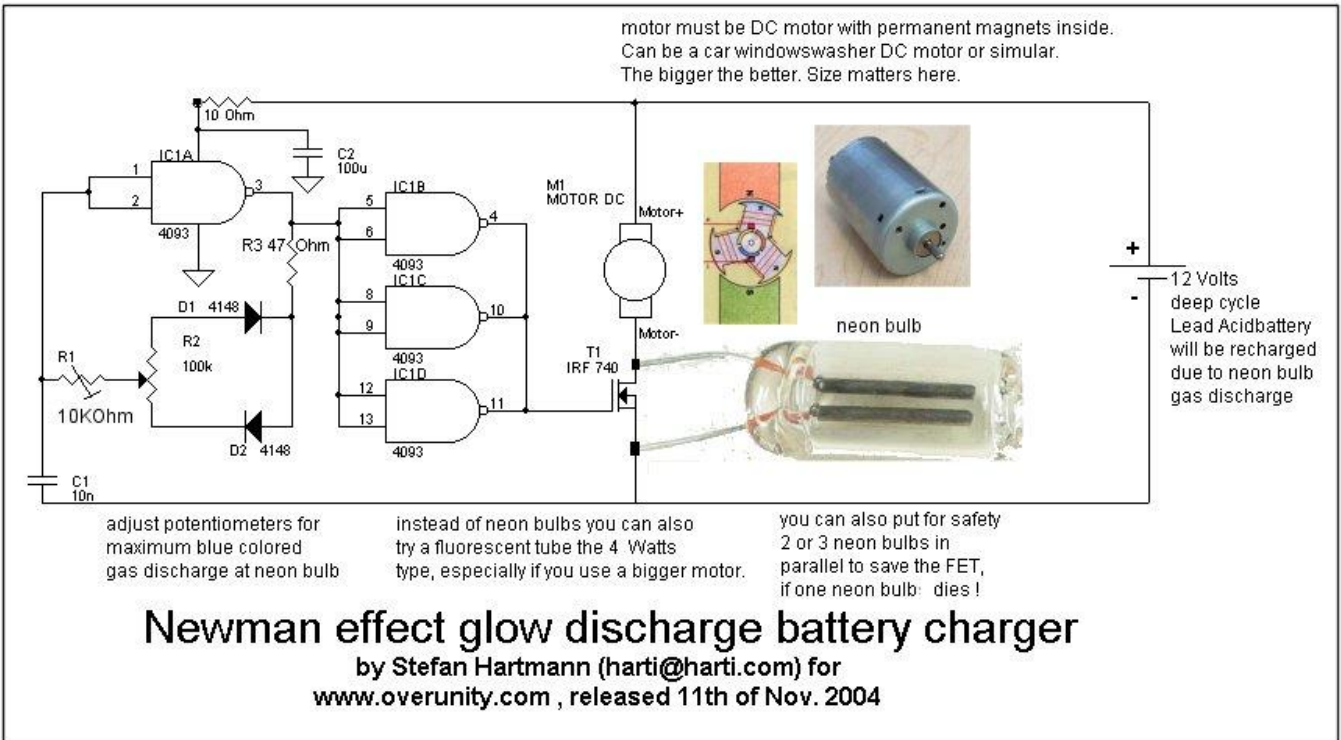 motor must be DC motor with permanent magnets inside.
Can be a car windowswasher DC motor or simular.
The bigger the better. Size matters here.
10 Ohm
IC1A
1
2
3
4093
C2
100u
R3 47 Ohm
IC1B
5
6
4
4093
IC1C
8
9
10
4093
IC1D
12
13
11
4093
D1 4148
R2
100k
R1
10KOhm
D2 4148
C1
10n
M1
MOTOR DC
Motor+
Motor-
T1
IRF 740
neon bulb
+
-
12 Volts
deep cycle
Lead Acidbattery
will be recharged
due to neon bulb
gas discharge
adjust potentiometers for
maximum blue colored
gas discharge at neon bulb
instead of neon bulbs you can also
try a fluorescent tube the 4 Watts
type, especially if you use a bigger motor.
you can also put for safety
2 or 3 neon bulbs in
parallel to save the FET,
if one neon bulb: dies !
Newman effect glow discharge battery charger
by Stefan Hartmann (harti@harti.com) for
www.overunity.com , released 11th of Nov. 2004